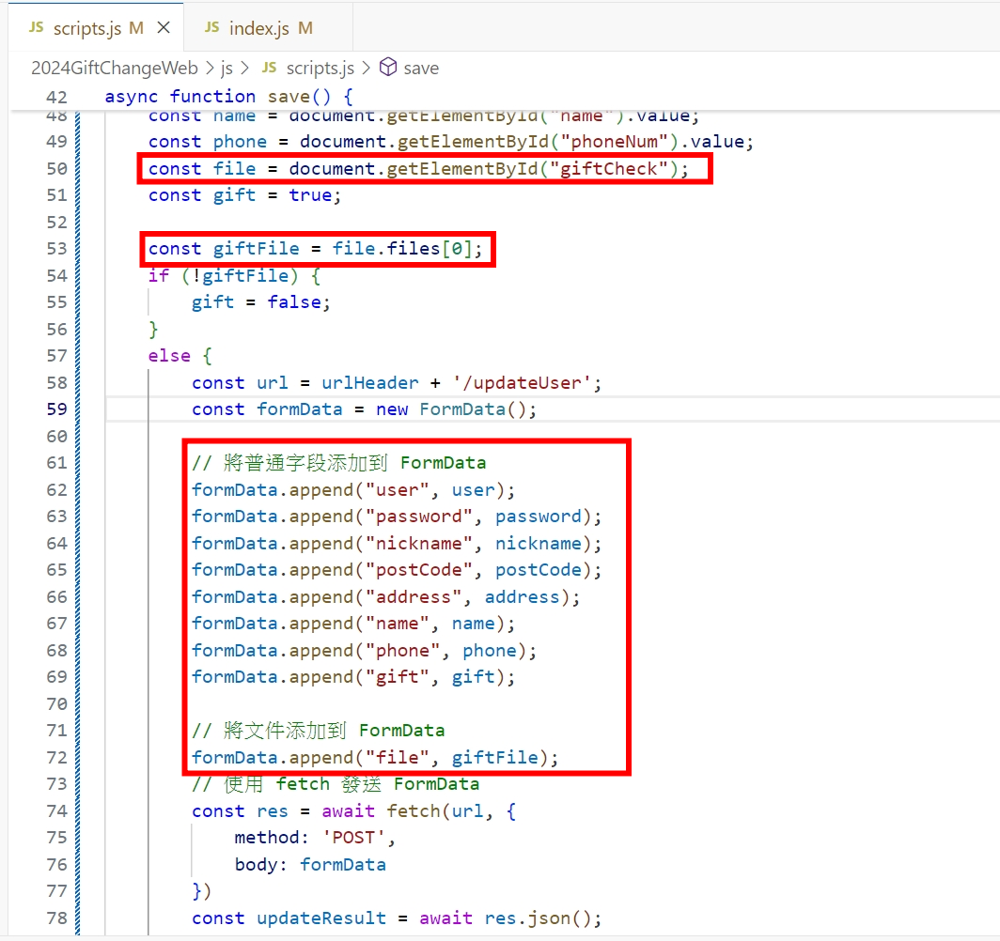 JS scripts.js M ×
JS index.js M
2024GiftChangeWeb > js > JS scripts.js > save
42 async function save() {
48 const name = document.getElementById("name").value;
49 const phone = document.getElementById("phoneNum").value;
50 const file = document.getElementById("giftCheck");
51 const gift = true;
52
53 const giftFile = file.files[0];
54 if (!giftFile) {
55 gift = false;
56 }
57 else {
58 const url = urlHeader + '/updateUser';
59 const formData = new FormData();
60
61 // 將普通字段添加到 FormData
62 formData.append("user", user);
63 formData.append("password", password);
64 formData.append("nickname", nickname);
65 formData.append("postCode", postCode);
66 formData.append("address", address);
67 formData.append("name", name);
68 formData.append("phone", phone);
69 formData.append("gift", gift);
70
71 // 將文件添加到 FormData
72 formData.append("file", giftFile);
73 // 使用 fetch 發送 FormData
74 const res = await fetch(url, {
75 method: 'POST',
76 body: formData
77 })
78 const updateResult = await res.json();